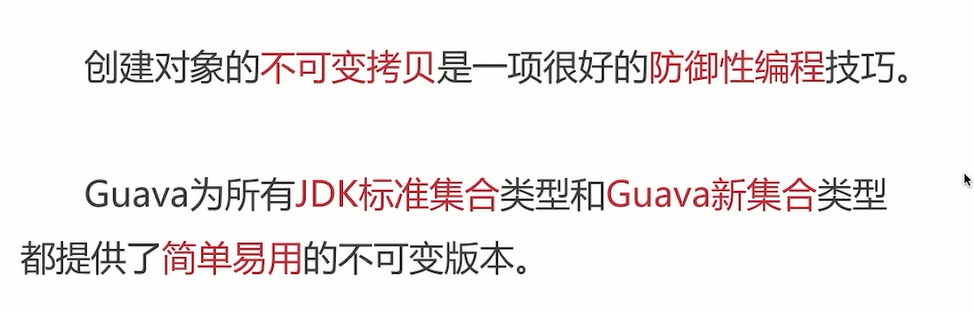 创建对象的不可变拷贝是一项很好的防御性编程技巧。
Guava为所有JDK标准集合类型和Guava新集合类型
都提供了简单易用的不可变版本。